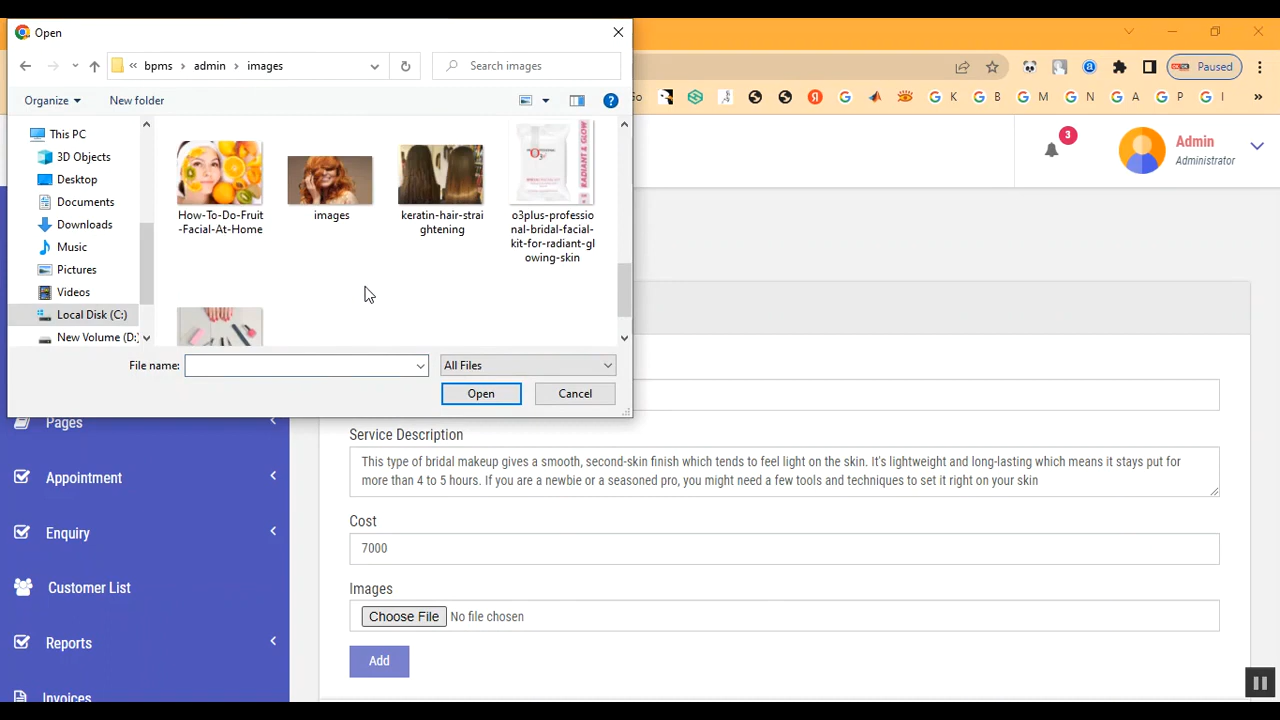 Open
bpms
admin
images
Search images
Organize
New folder
This PC
3D Objects
Desktop
Documents
Downloads
Music
Pictures
Videos
Local Disk (C:)
New Volume (D:)
How-To-Do-Fruit
-Facial-At-Home
images
keratin-hair-strai
ghtening
o3plus-professio
nal-bridal-facial-
kit-for-radiant-gl
owing-skin
File name:
All Files
Open
Cancel
Paused
K
B
M
N
A
P
3
Admin
Administrator
Pages
Appointment
Enquiry
Customer List
Reports
Invoices
Service Description
This type of bridal makeup gives a smooth, second-skin finish which tends to feel light on the skin. It's lightweight and long-lasting which means it stays put for
more than 4 to 5 hours. If you are a newbie or a seasoned pro, you might need a few tools and techniques to set it right on your skin
Cost
7000
Images
Choose File No file chosen
Add